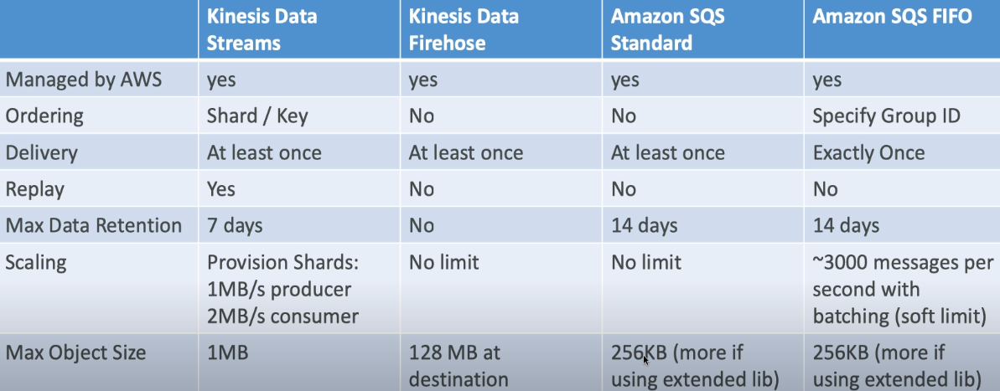 Kinesis Data Streams | Kinesis Data Firehose | Amazon SQS Standard | Amazon SQS FIFO
Managed by AWS | yes | yes | yes | yes
Ordering | Shard / Key | No | No | Specify Group ID
Delivery | At least once | At least once | At least once | Exactly Once
Replay | Yes | No | No | No
Max Data Retention | 7 days | No | 14 days | 14 days
Scaling | Provision Shards: 1MB/s producer 2MB/s consumer | No limit | No limit | ~3000 messages per second with batching (soft limit)
Max Object Size | 1MB | 128 MB at destination | 256KB (more if using extended lib) | 256KB (more if using extended lib)